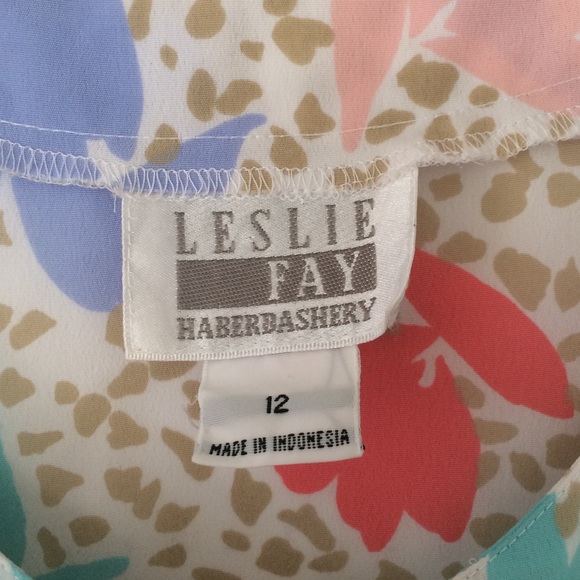 LESLIE
FAY
HABERDASHERY
12
MADE IN INDONESIA